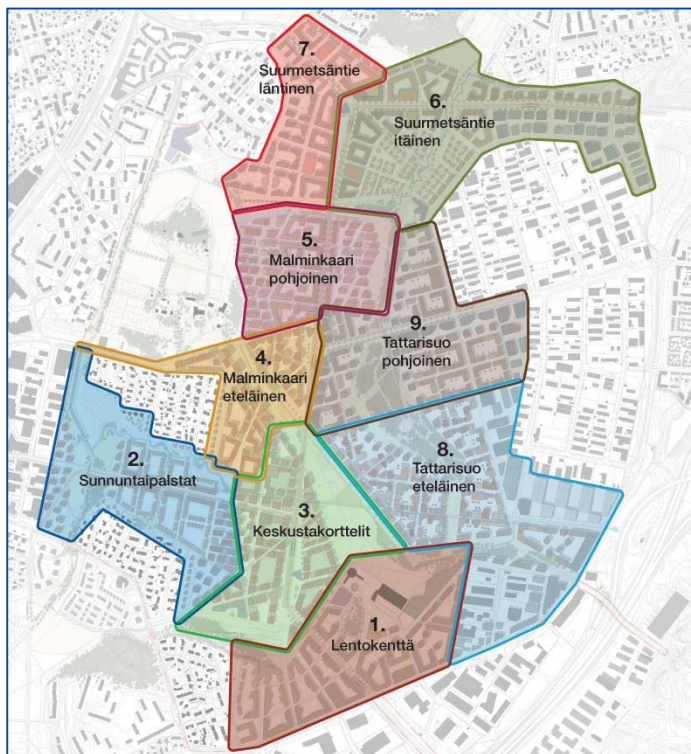 7.
Suurmetsäntie
läntinen
6.
Suurmetsäntie
itäinen
5.
Malminkaari
pohjoinen
9.
Tattarisuo
pohjoinen
4.
Malminkaari
eteläinen
8.
Tattarisuo
eteläinen
2.
Sunnuntaipalstat
3.
Keskustakorttelit
1.
Lentokenttä